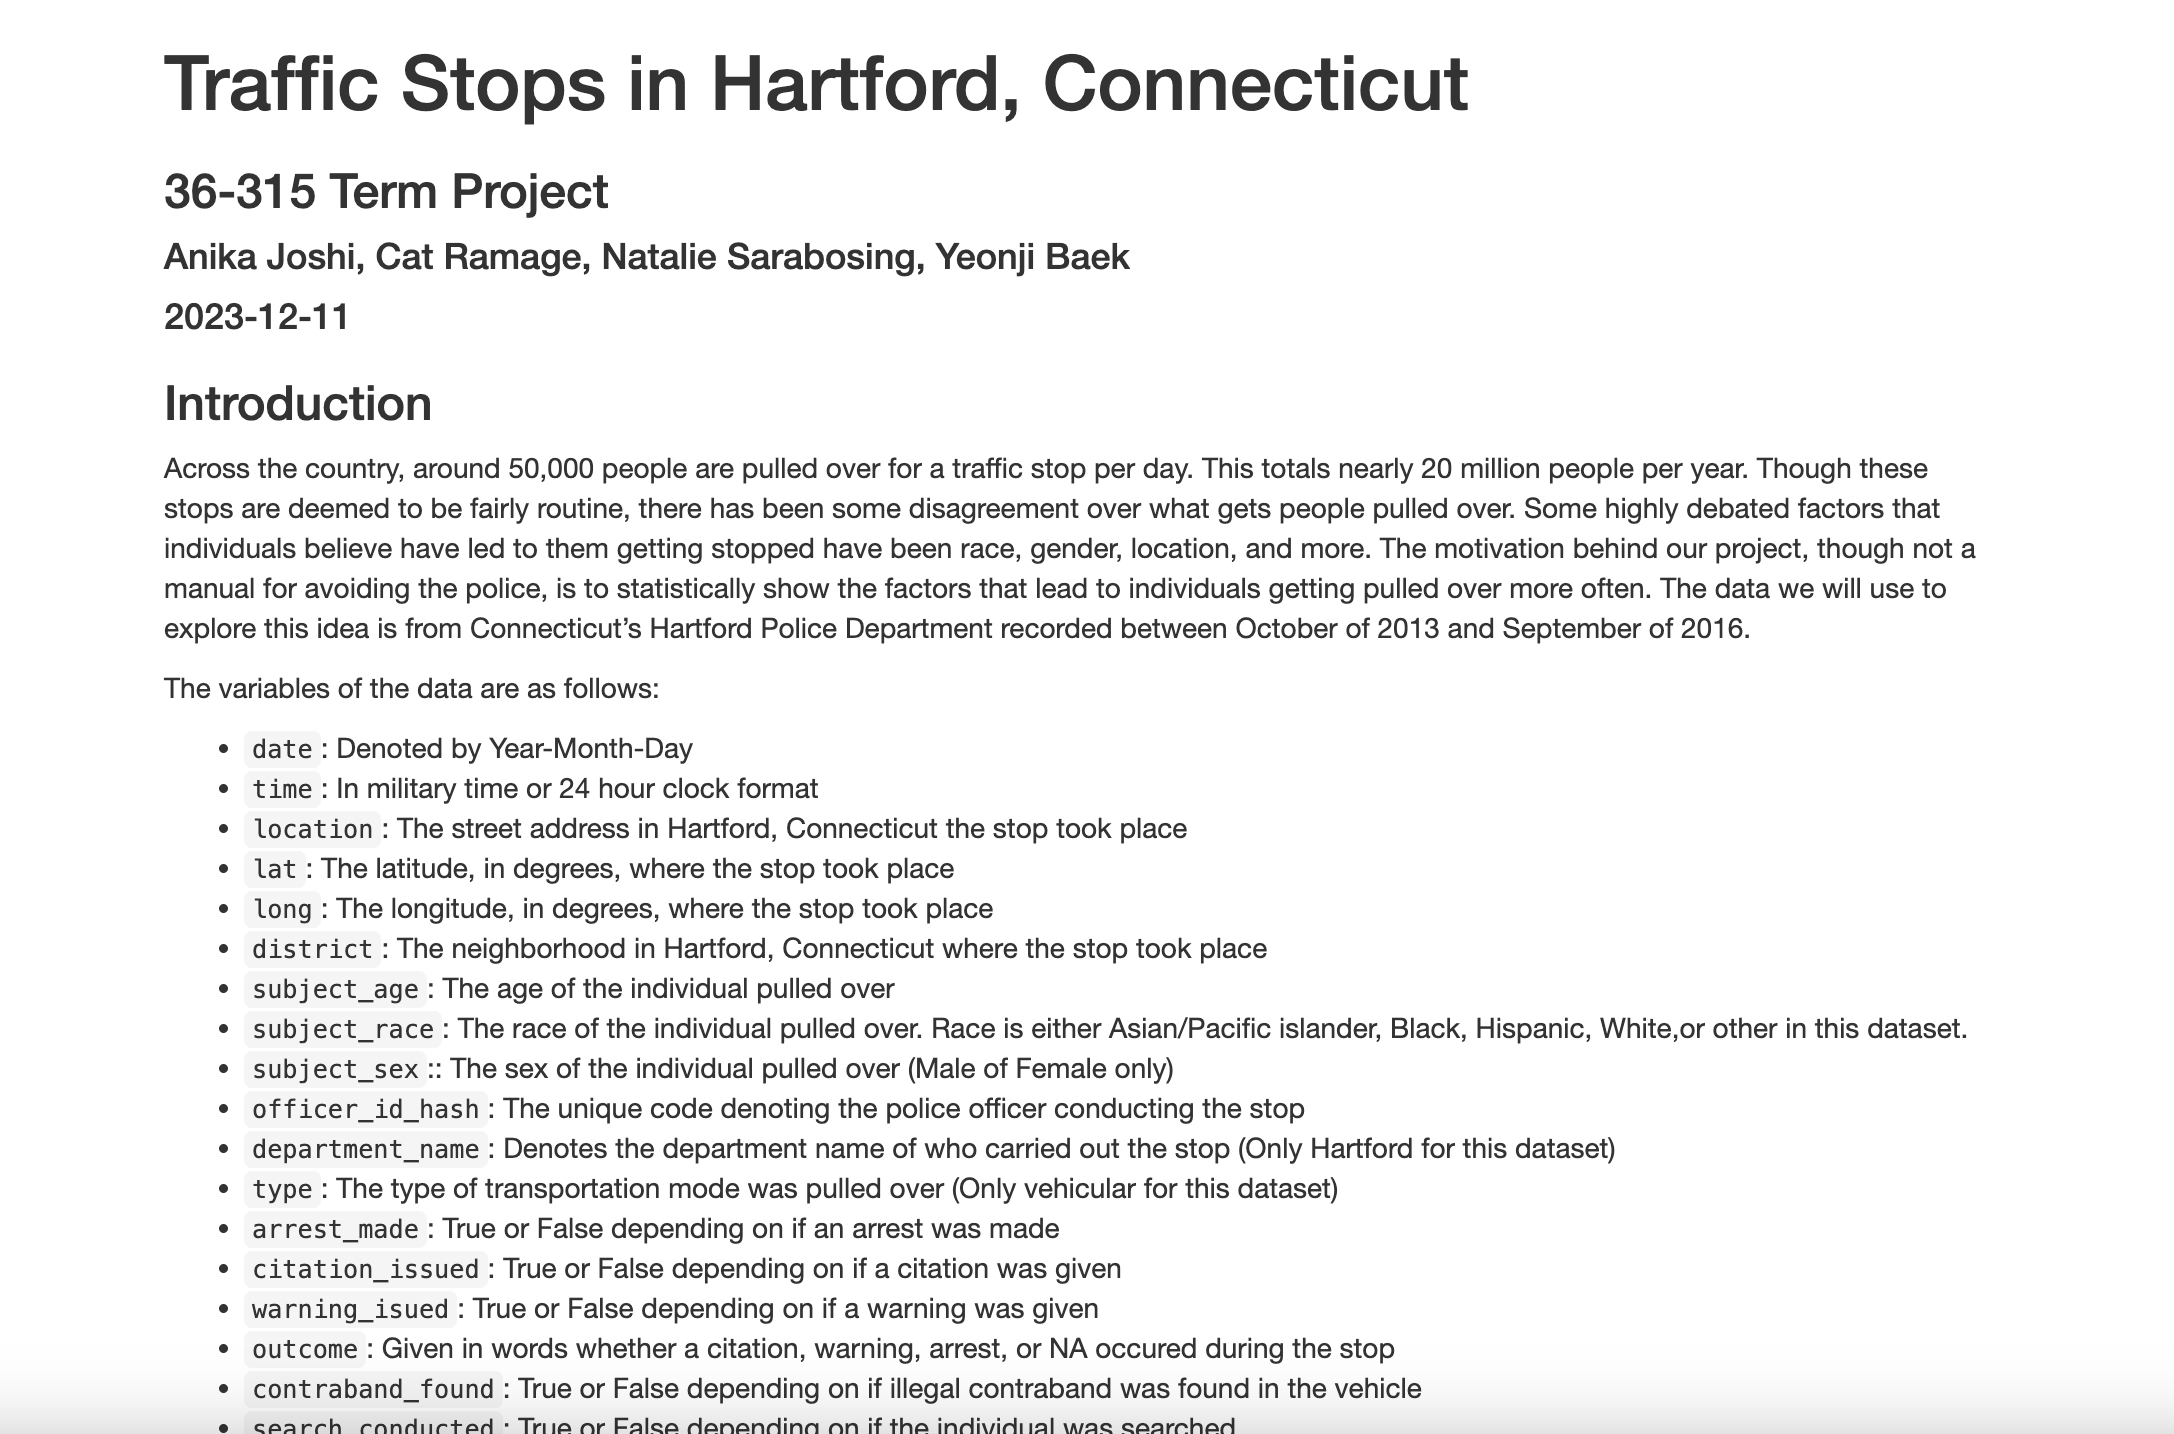 Traffic Stops in Hartford, Connecticut
36-315 Term Project
Anika Joshi, Cat Ramage, Natalie Sarabosing, Yeonji Baek
2023-12-11
Introduction
Across the country, around 50,000 people are pulled over for a traffic stop per day. This totals nearly 20 million people per year. Though these
stops are deemed to be fairly routine, there has been some disagreement over what gets people pulled over. Some highly debated factors that
individuals believe have led to them getting stopped have been race, gender, location, and more. The motivation behind our project, though not a
manual for avoiding the police, is to statistically show the factors that lead to individuals getting pulled over more often. The data we will use to
explore this idea is from Connecticut’s Hartford Police Department recorded between October of 2013 and September of 2016.
The variables of the data are as follows:
• date : Denoted by Year-Month-Day
• time : In military time or 24 hour clock format
• location : The street address in Hartford, Connecticut the stop took place
• lat : The latitude, in degrees, where the stop took place
• long : The longitude, in degrees, where the stop took place
• district : The neighborhood in Hartford, Connecticut where the stop took place
• subject_age : The age of the individual pulled over
• subject_race : The race of the individual pulled over. Race is either Asian/Pacific islander, Black, Hispanic, White,or other in this dataset.
• subject_sex :: The sex of the individual pulled over (Male of Female only)
• officer_id_hash : The unique code denoting the police officer conducting the stop
• department_name : Denotes the department name of who carried out the stop (Only Hartford for this dataset)
• type : The type of transportation mode was pulled over (Only vehicular for this dataset)
• arrest_made : True or False depending on if an arrest was made
• citation_issued : True or False depending on if a citation was given
• warning_isued : True or False depending on if a warning was given
• outcome : Given in words whether a citation, warning, arrest, or NA occured during the stop
• contraband_found : True or False depending on if illegal contraband was found in the vehicle
• search_conducted : True or False depending on if the individual was searched